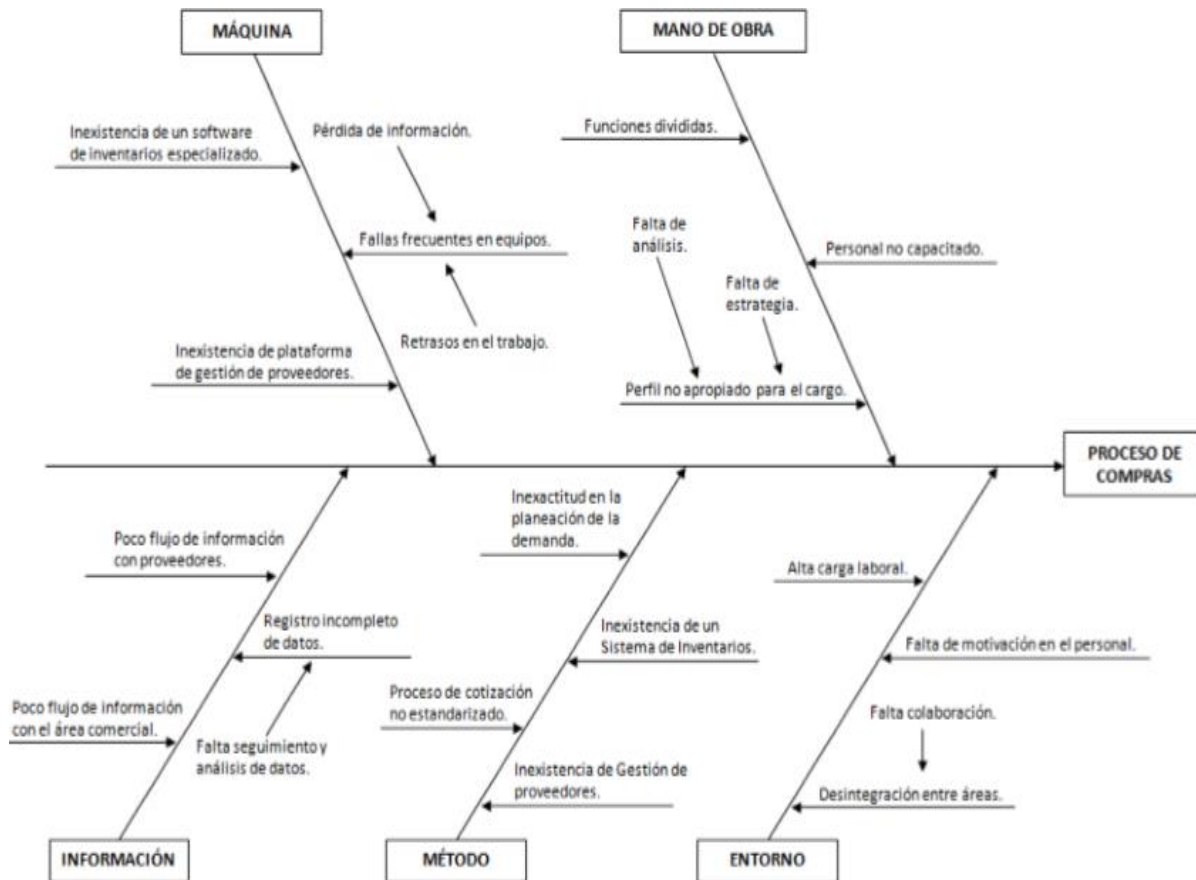 MÁQUINA
MANO DE OBRA
Inexistencia de un software
de inventarios especializado.
Pérdida de información.
Fallas frecuentes en equipos.
Retrasos en el trabajo.
Inexistencia de plataforma
de gestión de proveedores.
Funciones divididas.
Falta de
análisis.
Personal no capacitado.
Falta de
estrategia.
Perfil no apropiado para el cargo.
PROCESO DE
COMPRAS
Poco flujo de información
con proveedores.
Registro incompleto
de datos.
Poco flujo de información
con el área comercial.
Falta seguimiento y
análisis de datos.
Inexactitud en la
planeación de la
demanda.
Inexistencia de un
Sistema de Inventarios.
Proceso de cotización
no estandarizado.
Inexistencia de Gestión de
proveedores.
Alta carga laboral.
Falta de motivación en el personal.
Falta colaboración.
Desintegración entre áreas.
INFORMACIÓN
MÉTODO
ENTORNO